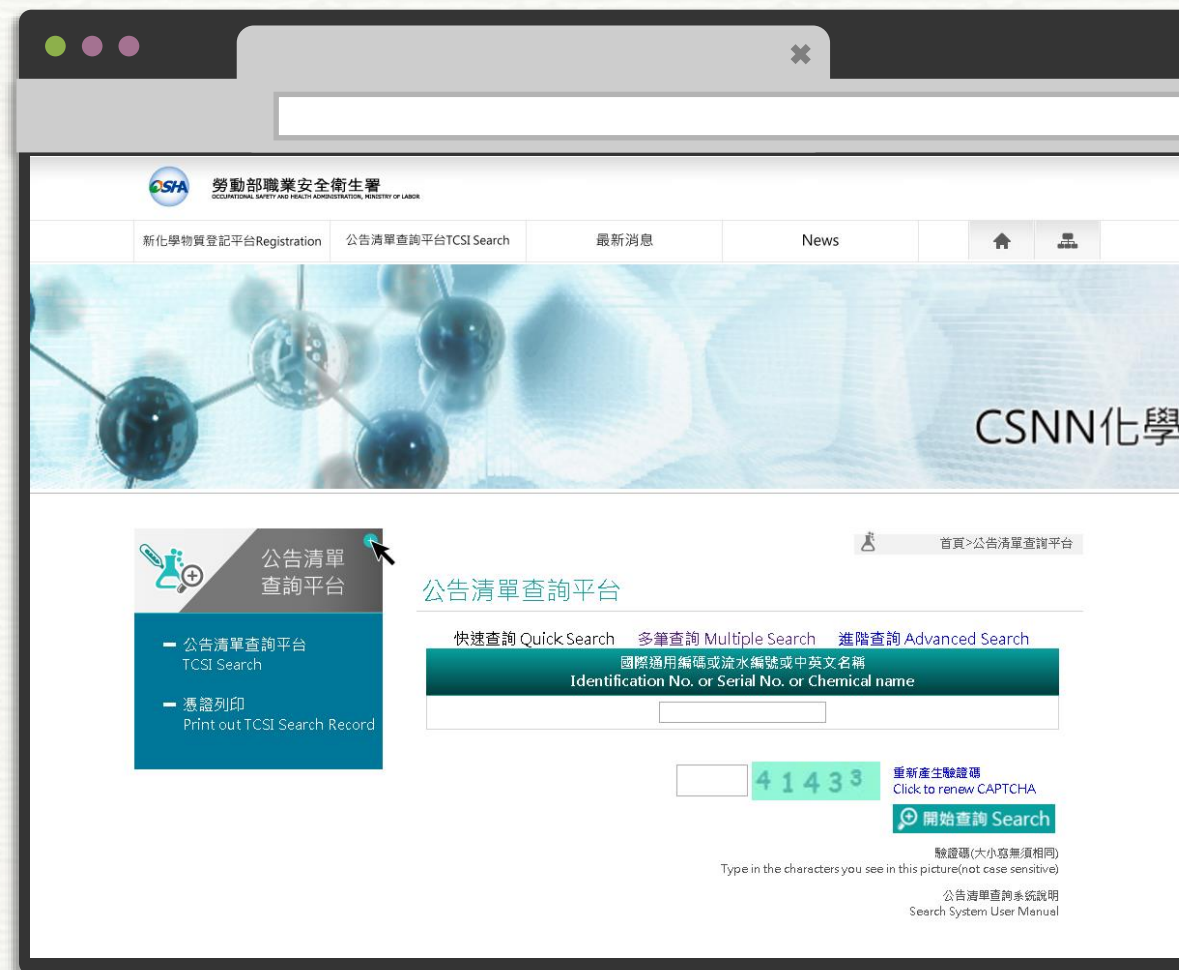 OSHA
勞動部職業安全衛生署
OCCUPATIONAL SAFETY AND HEALTH ADMINISTRATION, MINISTRY OF LABOR
新化學物質登記平台Registration
公告清單查詢平台TCSI Search
最新消息
News
CSNN化學
公告清單
查詢平台
公告清單查詢平台
TCSI Search
憑證列印
Print out TCSI Search Record
首頁>公告清單查詢平台
公告清單查詢平台
快速查詢 Quick Search 多筆查詢 Multiple Search 進階查詢 Advanced Search
國際通用編碼或流水編號或中英文名稱
Identification No. or Serial No. or Chemical name
41433
重新產生驗證碼
Click to renew CAPTCHA
開始查詢 Search
驗證碼(大小寫無須相同)
Type in the characters you see in this picture(not case sensitive)
公告清單查詢系統說明
Search System User Manual